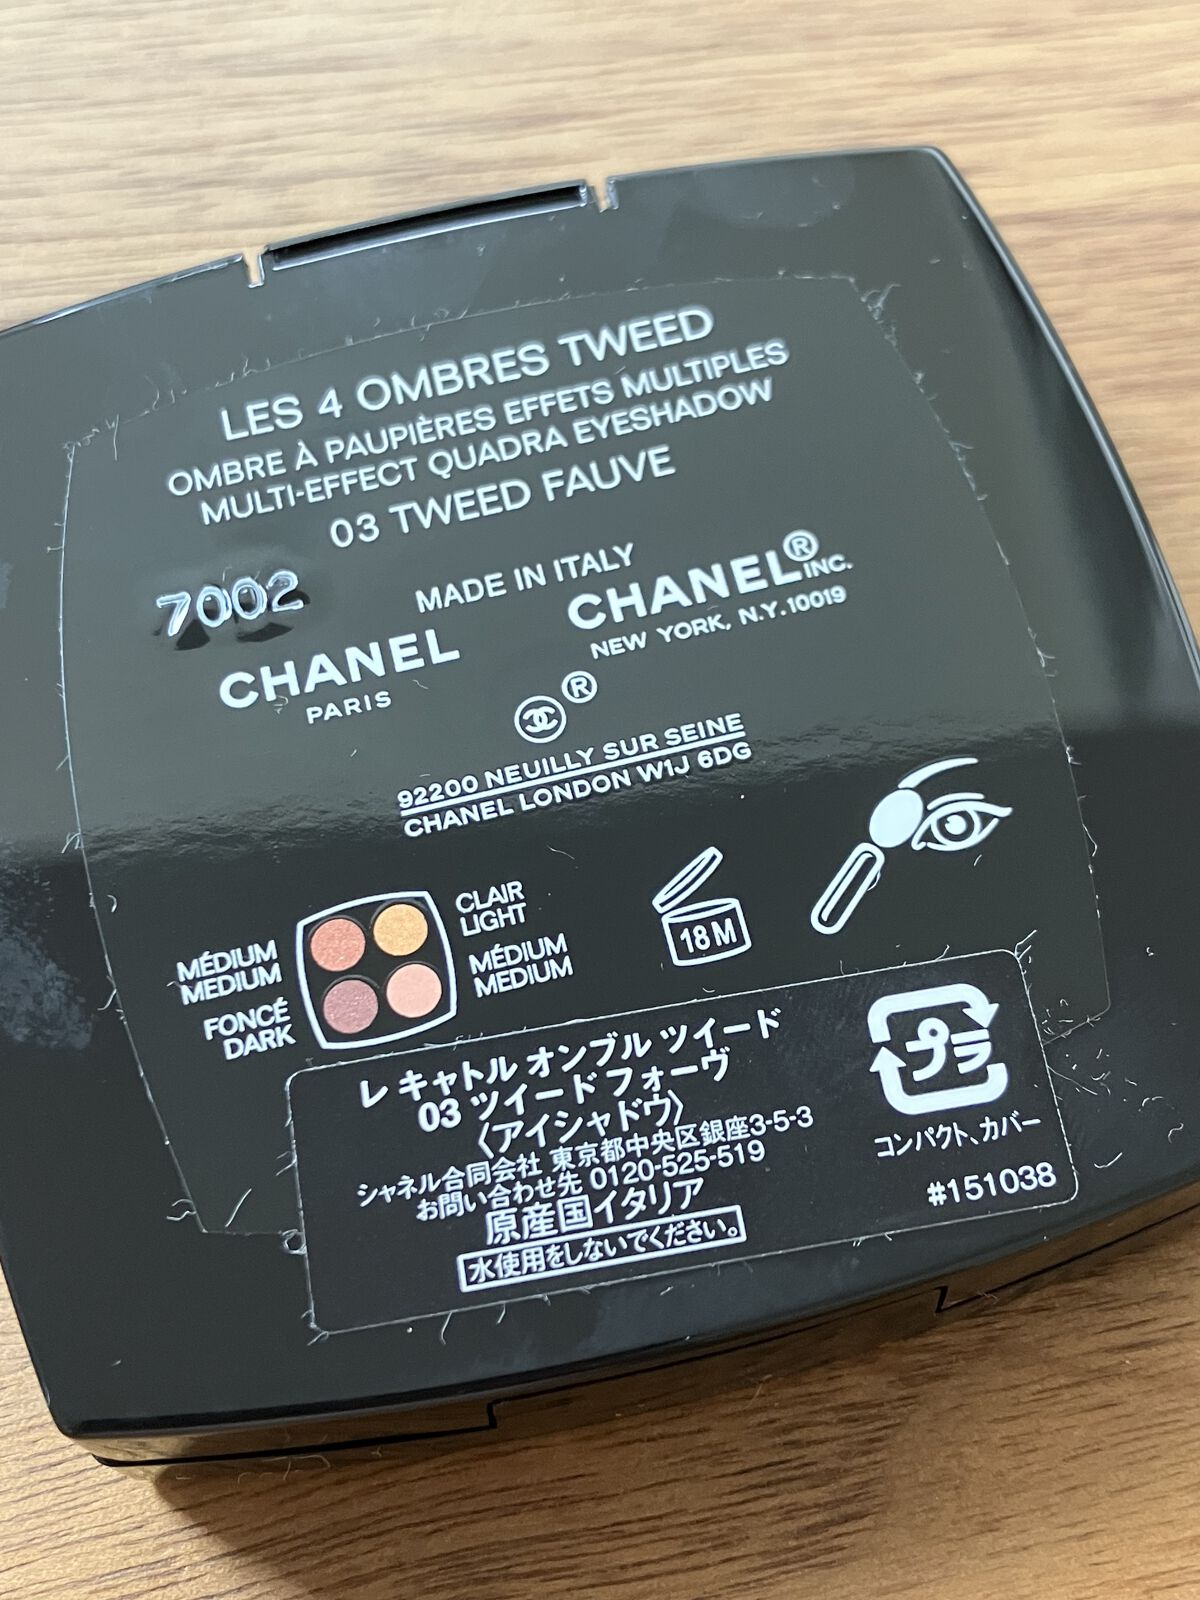 LES 4 OMBRES TWEED
OMBRE À PAUPIÈRES EFFETS MULTIPLES
MULTI-EFFECT QUADRA EYESHADOW
03 TWEED FAUVE
7002
MADE IN ITALY
CHANEL
PARIS
CHANEL® INC.
NEW YORK, N.Y.10019
®
92200 NEUILLY SUR SEINE
CHANEL LONDON W1J 6DG
MÉDIUM
MEDIUM
FONCÉ
DARK
CLAIR
LIGHT
MÉDIUM
MEDIUM
18M
レ キャトル オンブル ツイード
03 ツイード フォーヴ
〈アイシャドウ〉
シャネル合同会社 東京都中央区銀座3-5-3
お問い合わせ先 0120-525-519
原産国イタリア
水使用をしないでください。
プラ
コンパクト、カバー
#151038